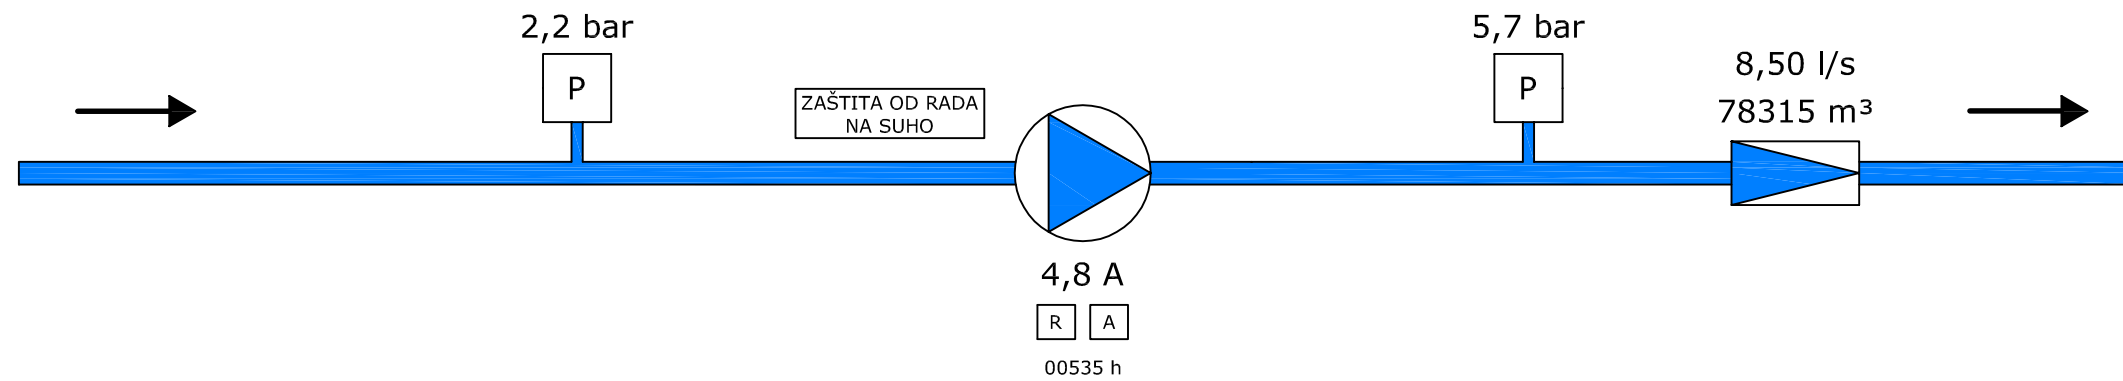 2,2 bar
P
ZAŠTITA OD RADA
NA SUHO
4,8 A
R A
00535 h
5,7 bar
P
8,50 l/s
78315 m³